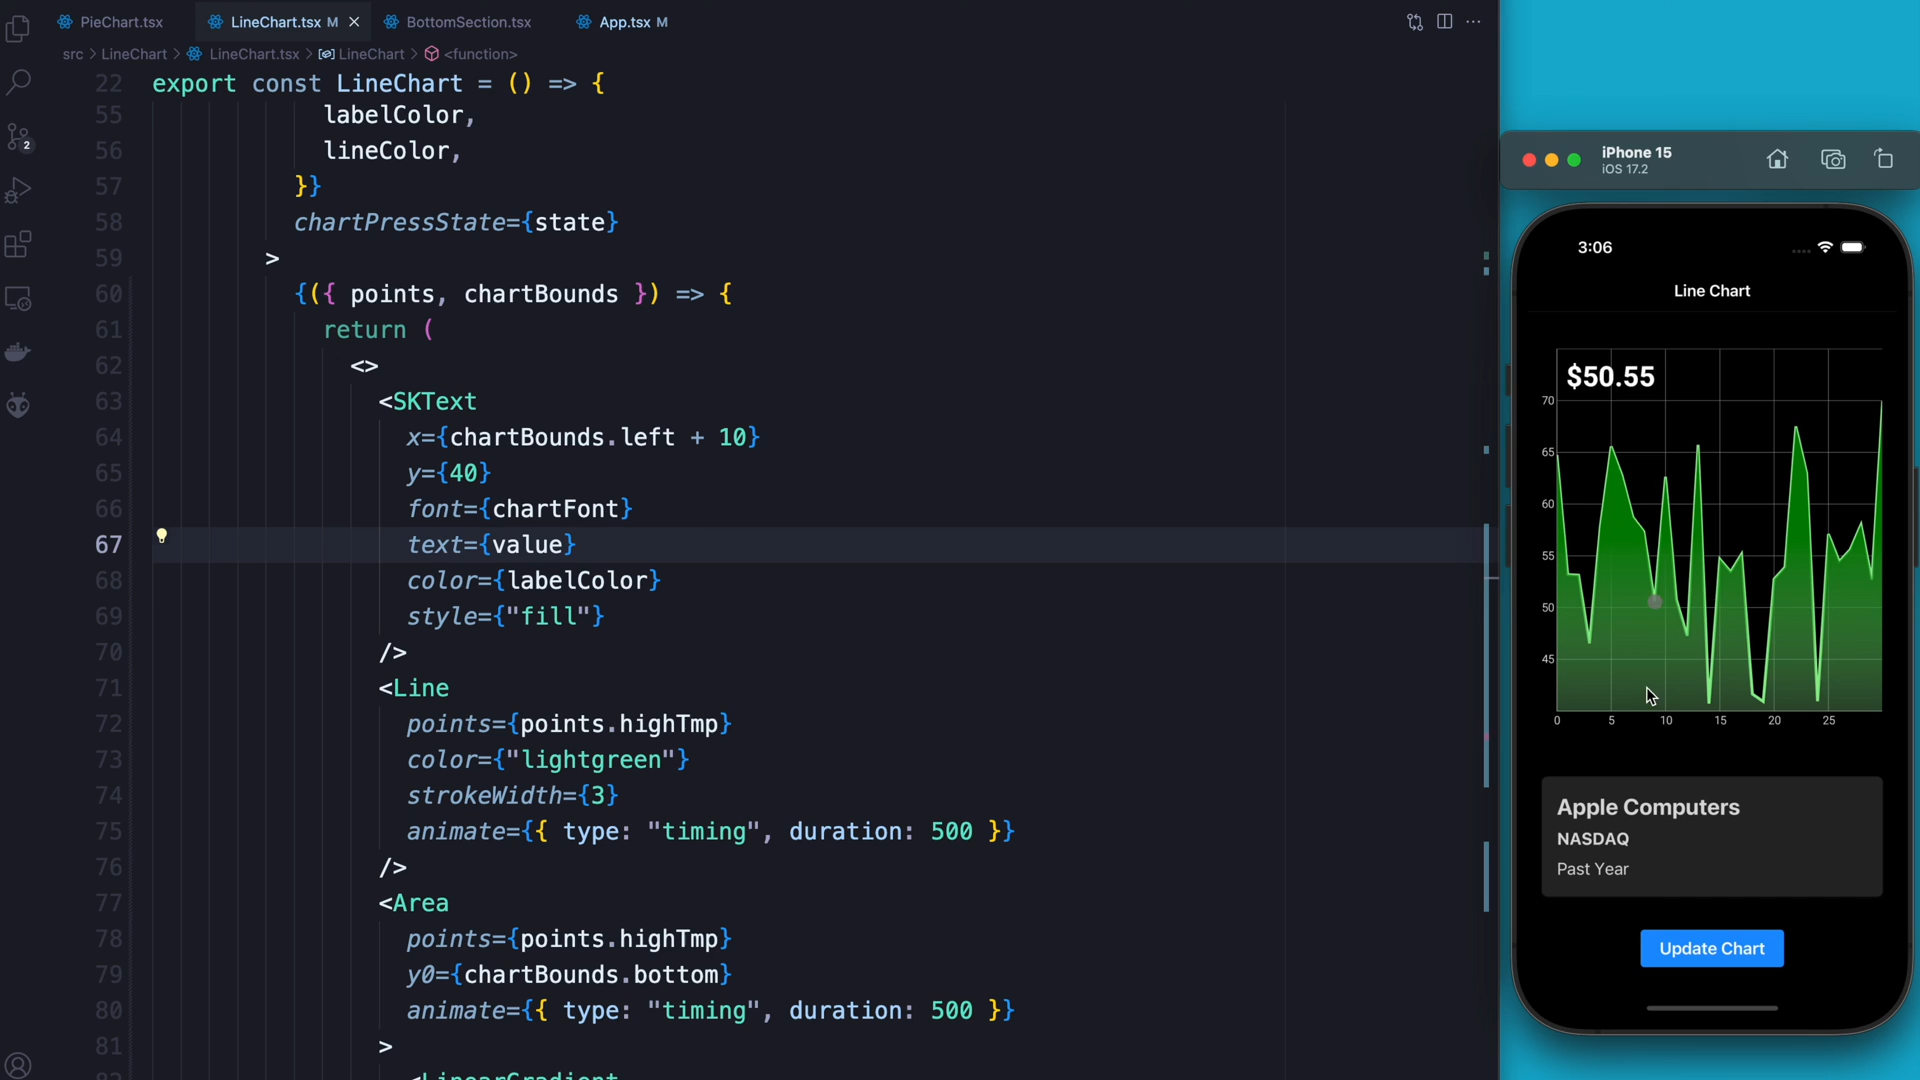 PieChart.tsx
LineChart.tsx M
BottomSection.tsx
App.tsx M
src > LineChart > LineChart.tsx > LineChart > <function>
22 export const LineChart = () => {
55 labelColor,
56 lineColor,
57 }}
58 chartPressState={state}
59 >
60 {({ points, chartBounds }) => {
61 return (
62 <>
63 <SKText
64 x={chartBounds.left + 10}
65 y={40}
66 font={chartFont}
67 text={value}
68 color={labelColor}
69 style={"fill"}
70 />
71 <Line
72 points={points.highTmp}
73 color={"lightgreen"}
74 strokeWidth={3}
75 animate={{ type: "timing", duration: 500 }}
76 />
77 <Area
78 points={points.highTmp}
79 y0={chartBounds.bottom}
80 animate={{ type: "timing", duration: 500 }}
81 >
<LinearGradient
2
iPhone 15
iOS 17.2
3:06
Line Chart
$50.55
70
65
60
55
50
45
0 5 10 15 20 25
Apple Computers
NASDAQ
Past Year
Update Chart